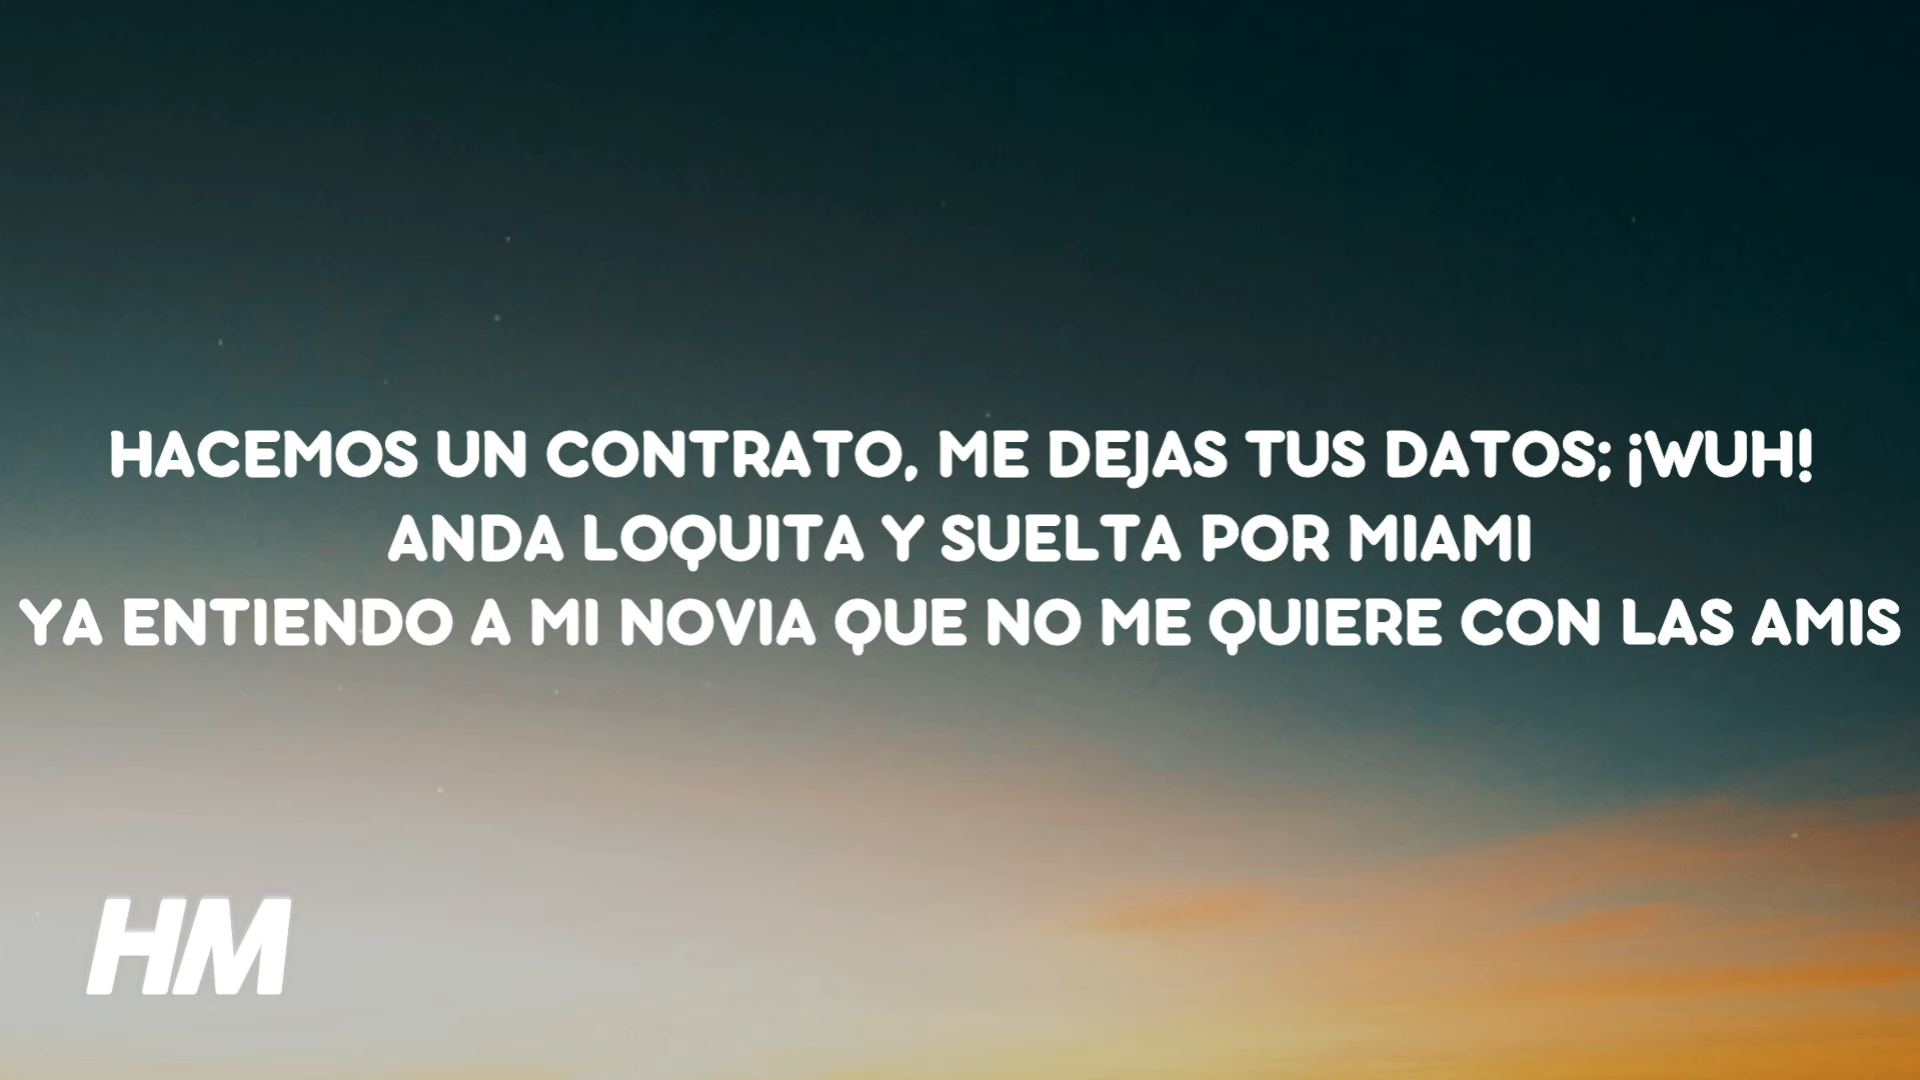 HACEMOS UN CONTRATO, ME DEJAS TUS DATOS; ¡WUH!
ANDA LOQUITA Y SUELTA POR MIAMI
YA ENTIENDO A MI NOVIA QUE NO ME QUIERE CON LAS AMIS
HM